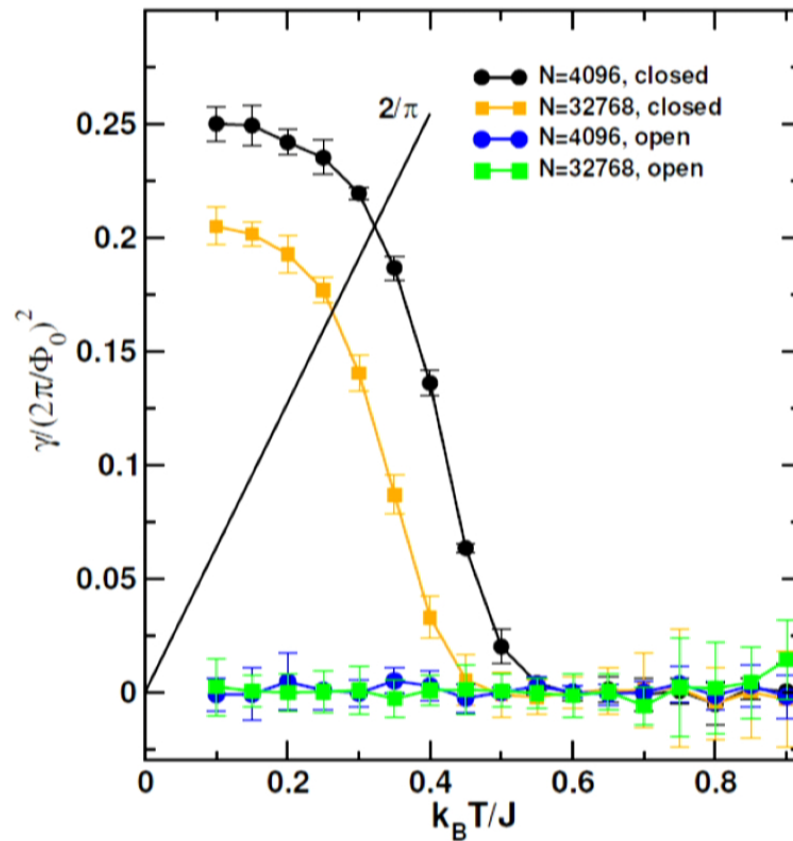 N=4096, closed
N=32768, closed
N=4096, open
N=32768, open
2/π
0.25
0.2
0.15
0.1
0.05
0
γ/(2π/Φ₀)²
0 0.2 0.4 0.6 0.8
k_BT/J